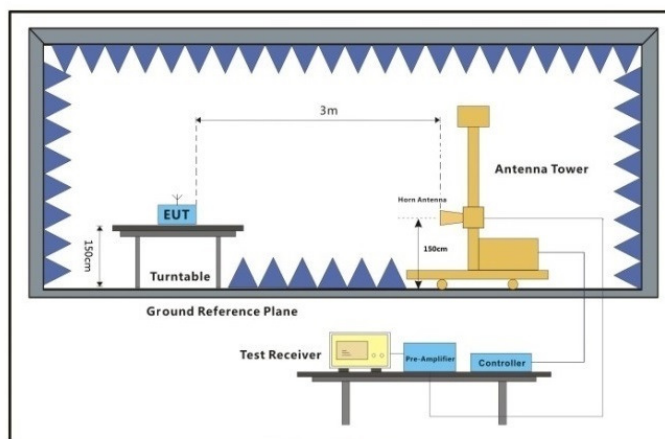 3m
Antenna Tower
Horn Antenna
EUT
150cm
150cm
Turntable
Ground Reference Plane
Test Receiver
Pre-Amplifier
Controller